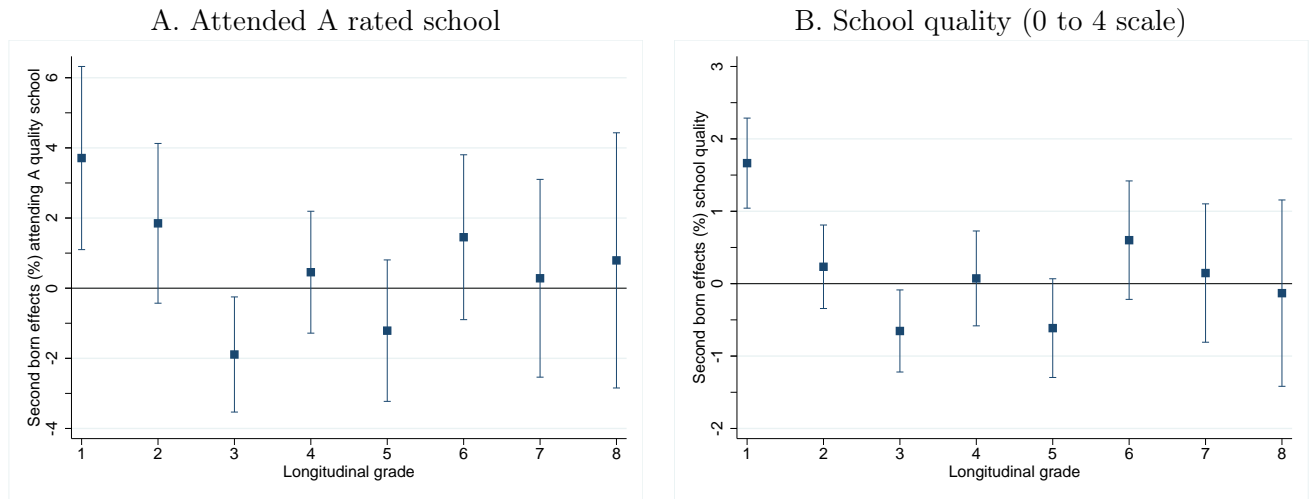 A. Attended A rated school
Second born effects (%) attending A quality school
6
4
2
0
-2
-4
1 2 3 4 5 6 7 8
Longitudinal grade
B. School quality (0 to 4 scale)
Second born effects (%) school quality
3
2
1
0
-1
-2
1 2 3 4 5 6 7 8
Longitudinal grade